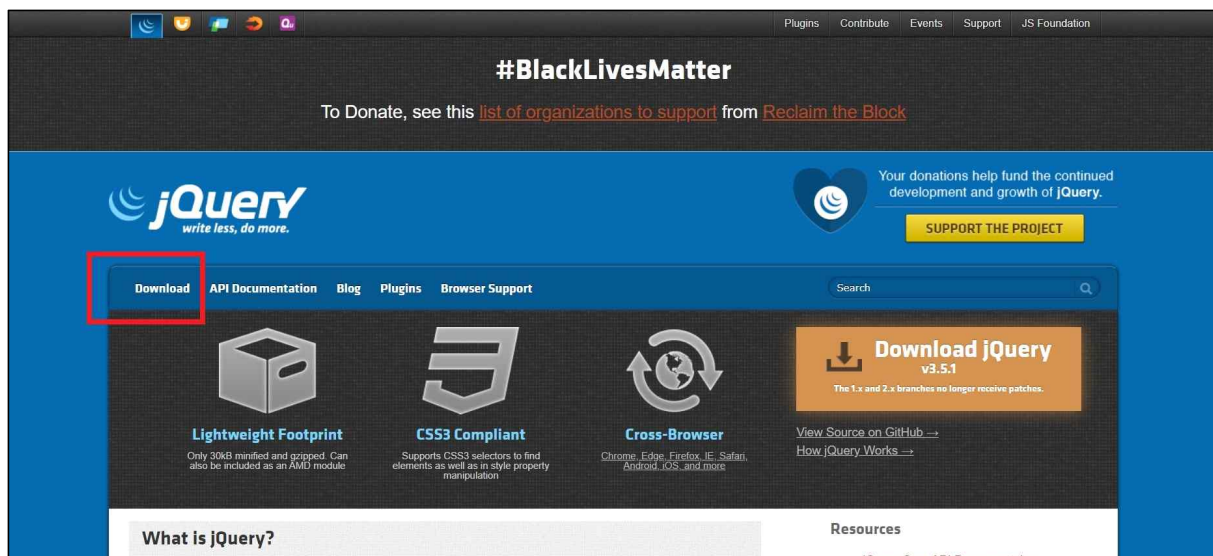 Plugins Contribute Events Support JS Foundation
#BlackLivesMatter
To Donate, see this list of organizations to support from Reclaim the Block
jQuery
write less, do more.
Your donations help fund the continued
development and growth of jQuery.
SUPPORT THE PROJECT
Download API Documentation Blog Plugins Browser Support
Search
Lightweight Footprint
Only 30kB minified and gzipped. Can
also be included as an AMD module
CSS3 Compliant
Supports CSS3 selectors to find
elements as well as in style property
manipulation
Cross-Browser
Chrome, Edge, Firefox, IE, Safari,
Android, iOS, and more
Download jQuery
v3.5.1
The 1.x and 2.x branches no longer receive patches.
View Source on GitHub →
How jQuery Works →
What is jQuery?
Resources